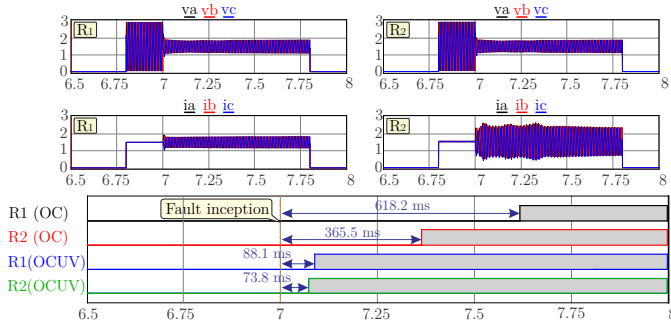 va vb vc
va vb vc
3
2
1
0
R1
6.5 6.75 7 7.25 7.5 7.75 8
3
2
1
0
R2
6.5 6.75 7 7.25 7.5 7.75 8
ia ib ic
ia ib ic
3
2
1
0
R1
6.5 6.75 7 7.25 7.5 7.75 8
3
2
1
0
R2
6.5 6.75 7 7.25 7.5 7.75 8
R1 (OC)
Fault inception
618.2 ms
R2 (OC)
365.5 ms
R1(OCUV)
88.1 ms
R2(OCUV)
73.8 ms
6.5 6.75 7 7.25 7.5 7.75 8